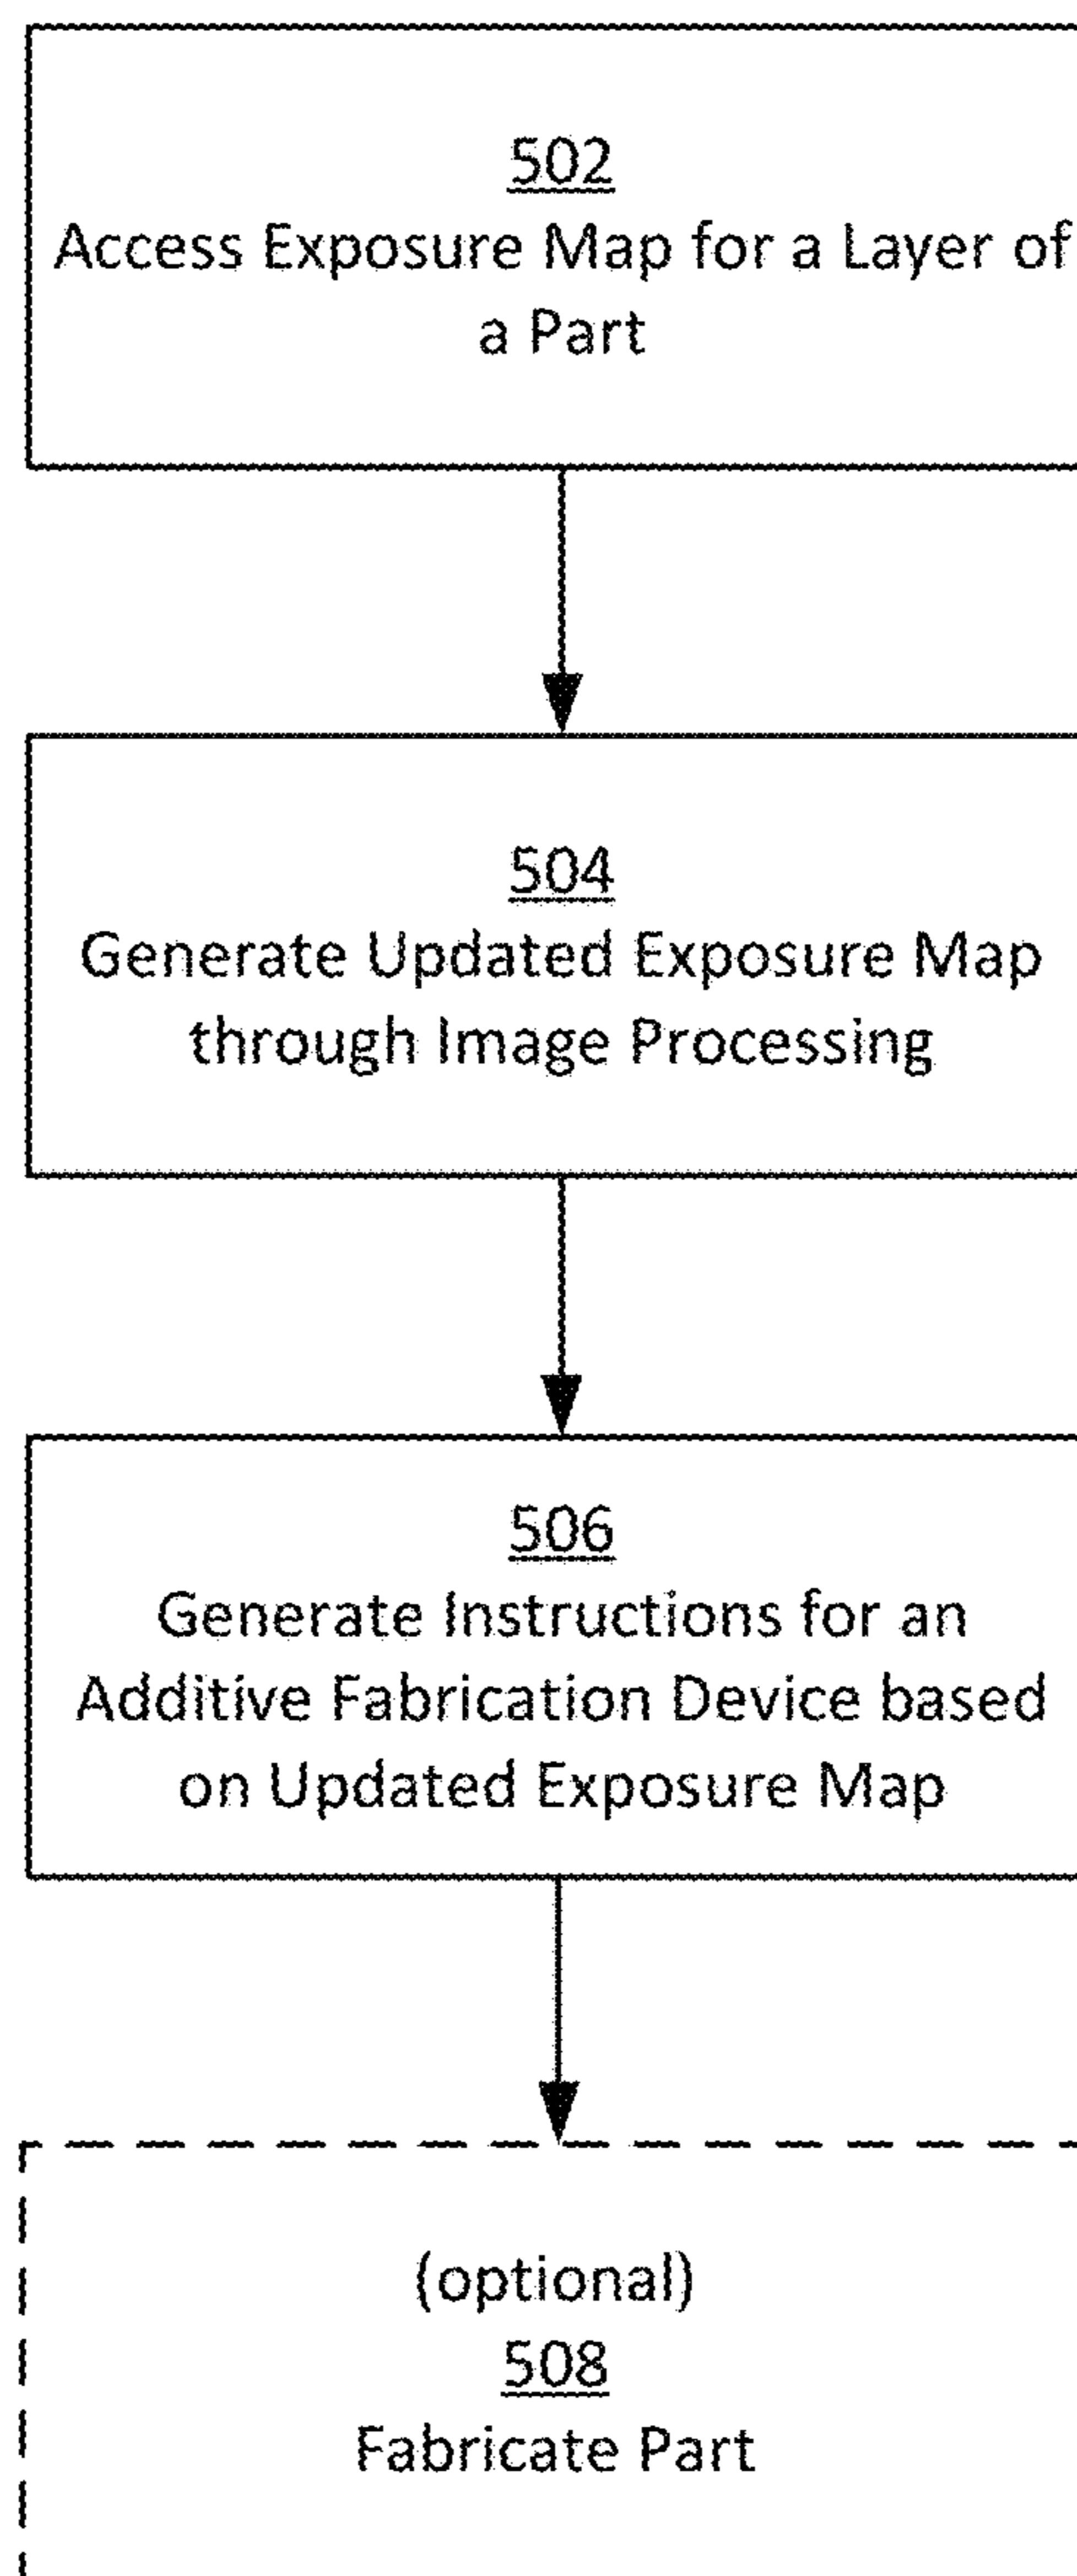 502
Access Exposure Map for a Layer of
a Part
504
Generate Updated Exposure Map
through Image Processing
506
Generate Instructions for an
Additive Fabrication Device based
on Updated Exposure Map
(optional)
508
Fabricate Part